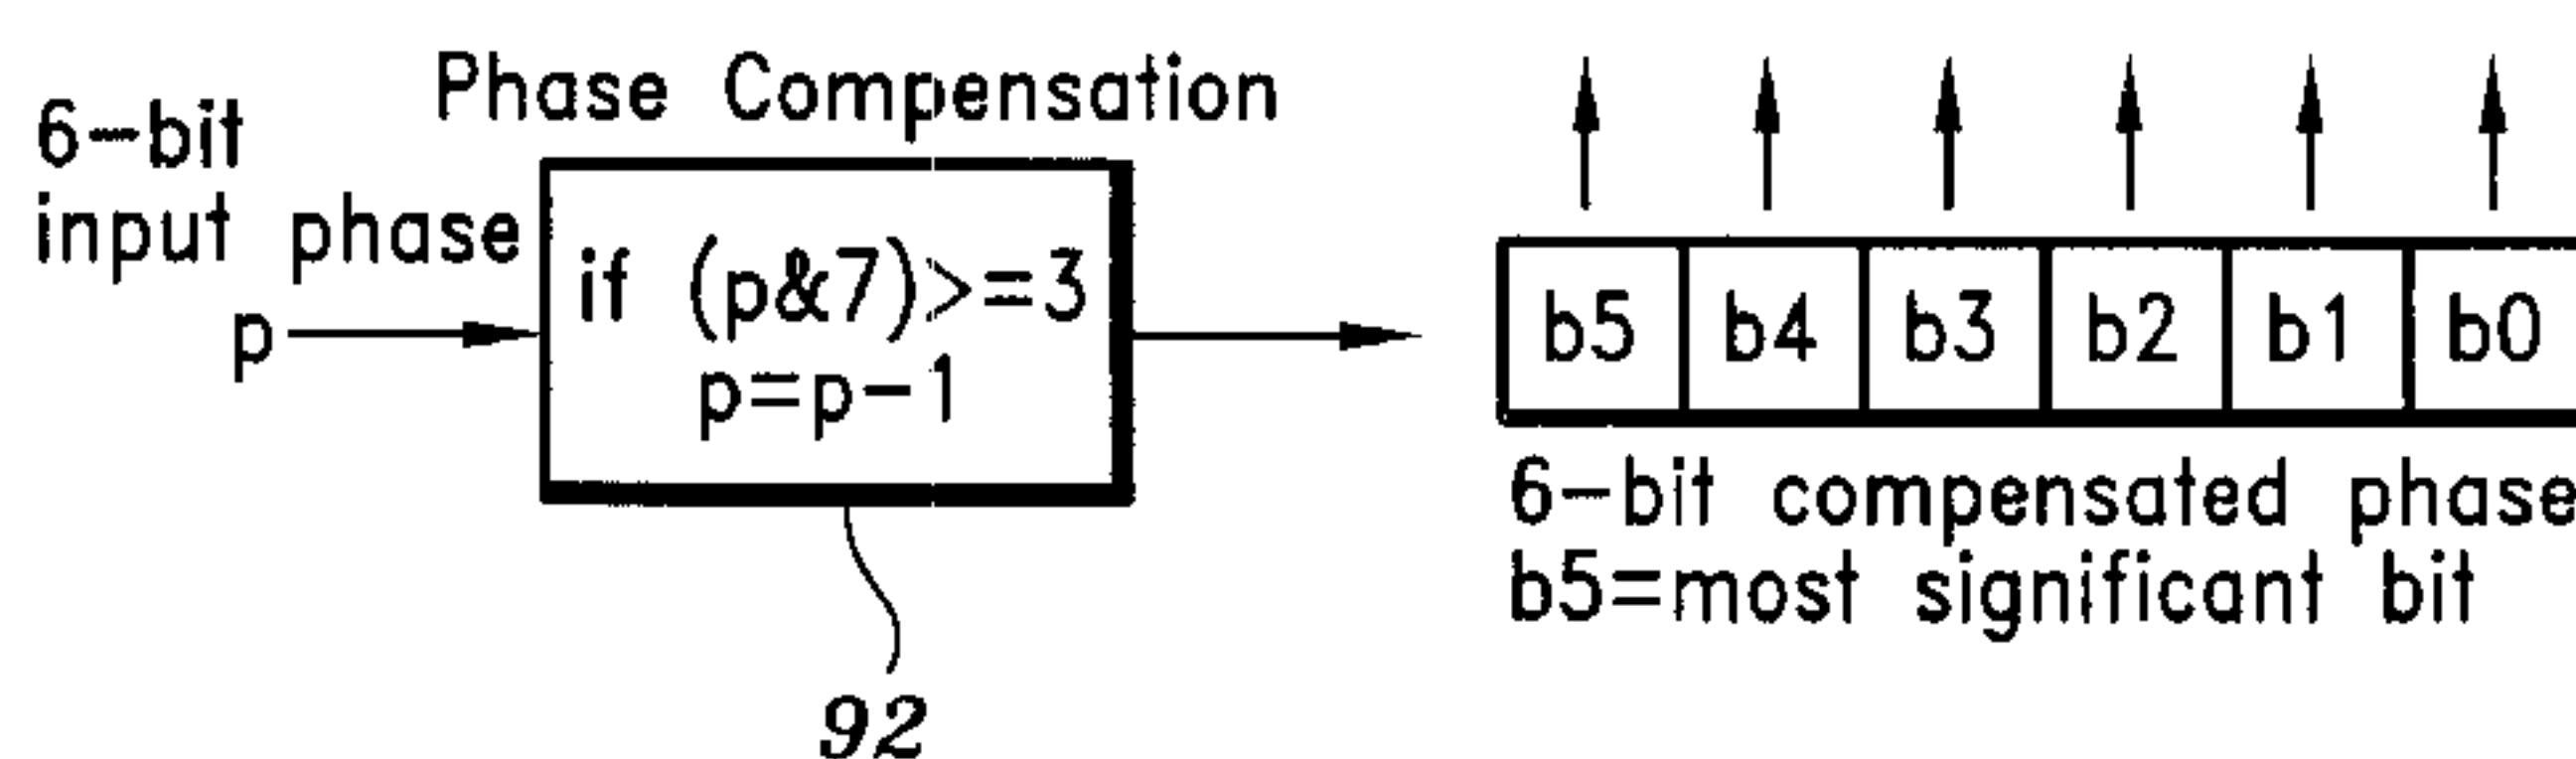 Phase Compensation
6-bit
input phase
p
if (p&7)>=3
p=p-1
92
b5 b4 b3 b2 b1 b0
6-bit compensated phase
b5=most significant bit